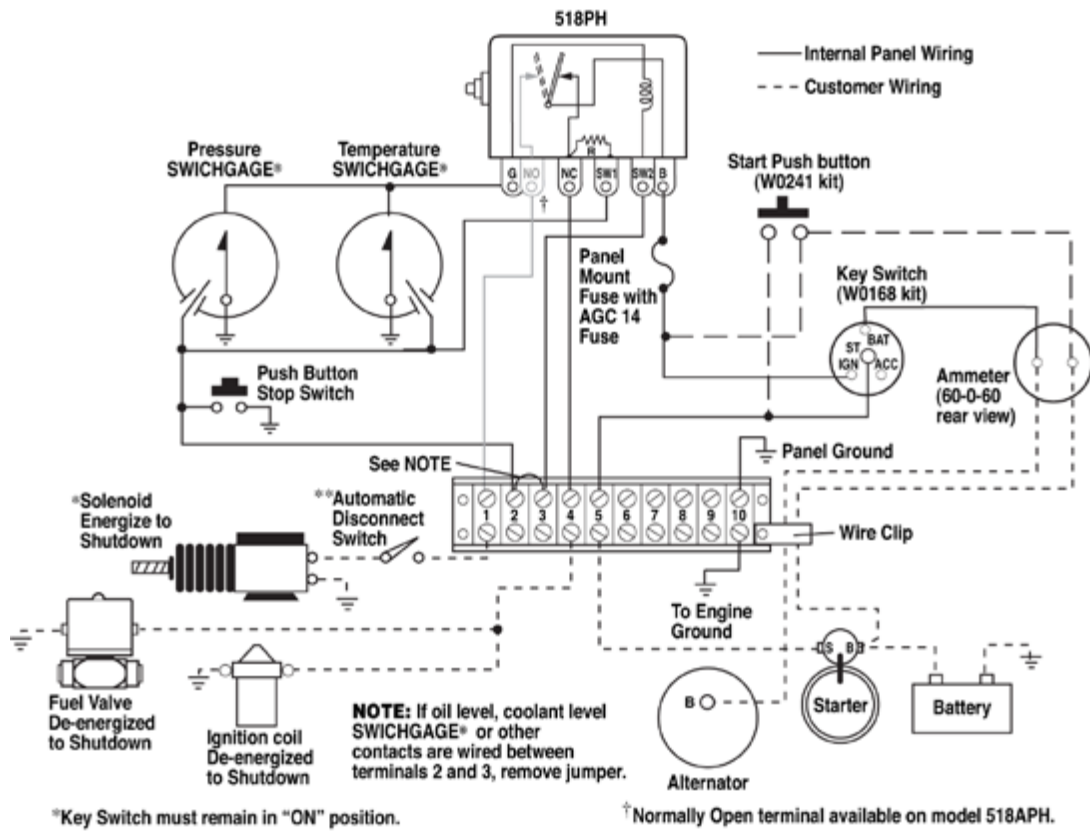 518PH
Internal Panel Wiring
Customer Wiring
Pressure
SWICHGAGE®
Temperature
SWICHGAGE®
G
NO
NC
R
SW1
SW2
B
†
Start Push button
(W0241 kit)
Panel
Mount
Fuse with
AGC 14
Fuse
Key Switch
(W0168 kit)
BAT
ST
IGN
ACC
Ammeter
(60-0-60
rear view)
Push Button
Stop Switch
See NOTE
Panel Ground
1 2 3 4 5 6 7 8 9 10
*Solenoid
Energize to
Shutdown
**Automatic
Disconnect
Switch
Wire Clip
To Engine
Ground
S B
Starter
Battery
B
Alternator
Fuel Valve
De-energized
to Shutdown
Ignition coil
De-energized
to Shutdown
NOTE: If oil level, coolant level
SWICHGAGE® or other
contacts are wired between
terminals 2 and 3, remove jumper.
*Key Switch must remain in “ON” position.
†Normally Open terminal available on model 518APH.